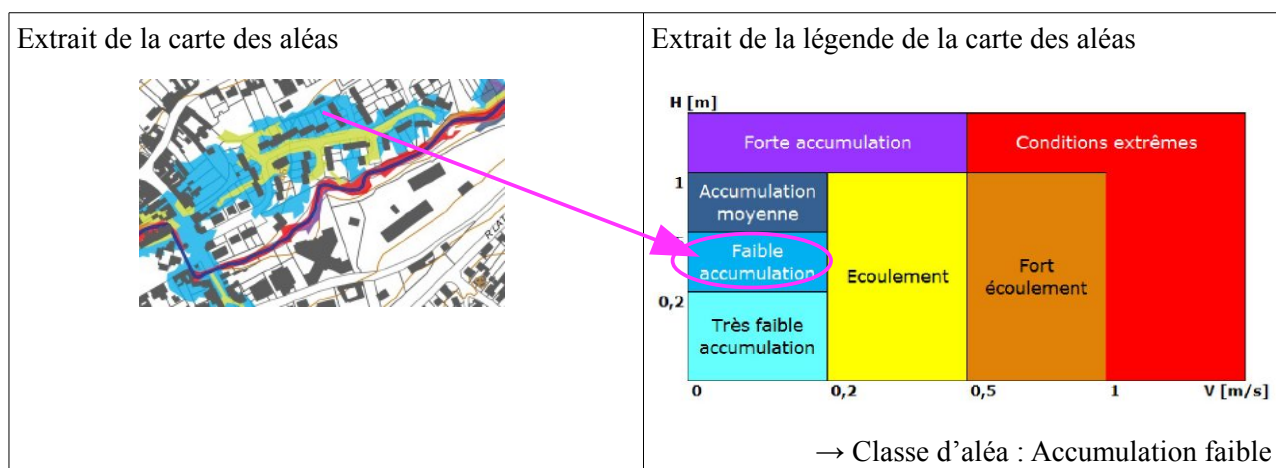 Extrait de la carte des aléas
Extrait de la légende de la carte des aléas
H [m]
Forte accumulation
Conditions extrêmes
1
Accumulation
moyenne
Faible
accumulation
Ecoulement
Fort
écoulement
0,2
Très faible
accumulation
0
0,2
0,5
1
V [m/s]
→ Classe d’aléa : Accumulation faible